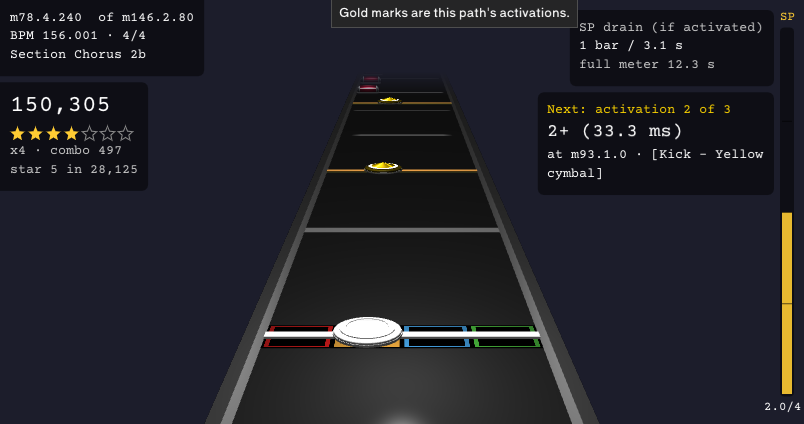 m78.4.240  of m146.2.80
BPM 156.001 · 4/4
Section Chorus 2b
150,305
x4 · combo 497
star 5 in 28,125
Gold marks are this path's activations.
SP drain (if activated)
1 bar / 3.1 s
full meter 12.3 s
Next: activation 2 of 3
2+ (33.3 ms)
at m93.1.0 · [Kick - Yellow
cymbal]
SP
2.0/4